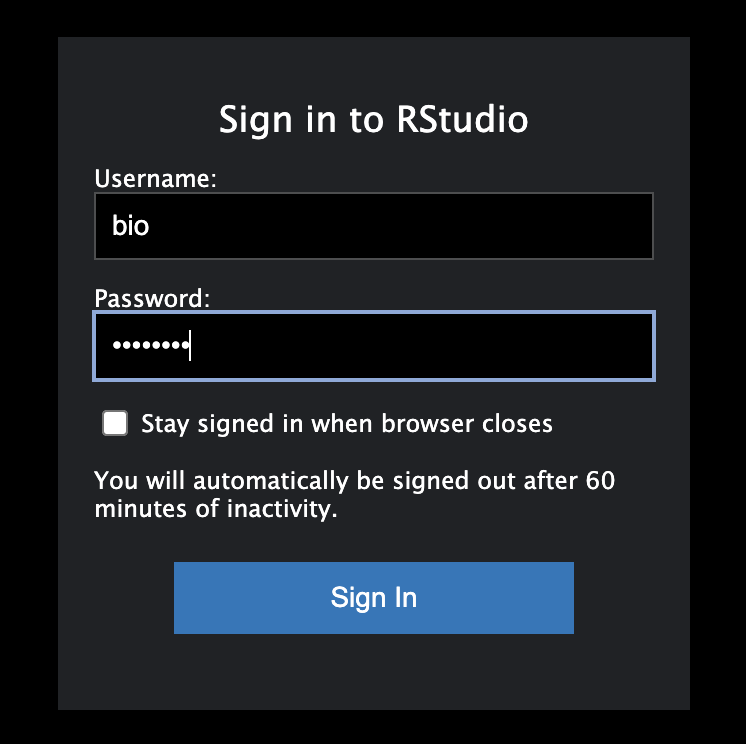 Sign in to RStudio
Username:
bio
Password:
••••••••
Stay signed in when browser closes
You will automatically be signed out after 60
minutes of inactivity.
Sign In